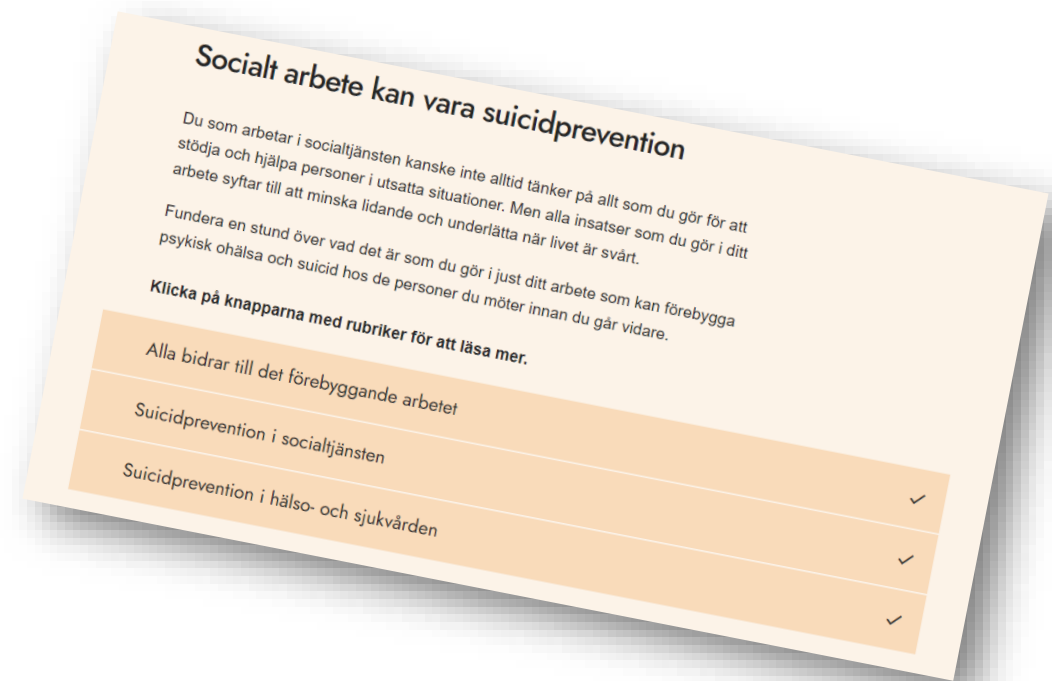 Socialt arbete kan vara suicidprevention
Du som arbetar i socialtjänsten kanske inte alltid tänker på allt som du gör för att
stödja och hjälpa personer i utsatta situationer. Men alla insatser som du gör i ditt
arbete syftar till att minska lidande och underlätta när livet är svårt.
Fundera en stund över vad det är som du gör i just ditt arbete som kan förebygga
psykisk ohälsa och suicid hos de personer du möter innan du går vidare.
Klicka på knapparna med rubriker för att läsa mer.
Alla bidrar till det förebyggande arbetet
Suicidprevention i socialtjänsten
Suicidprevention i hälso- och sjukvården